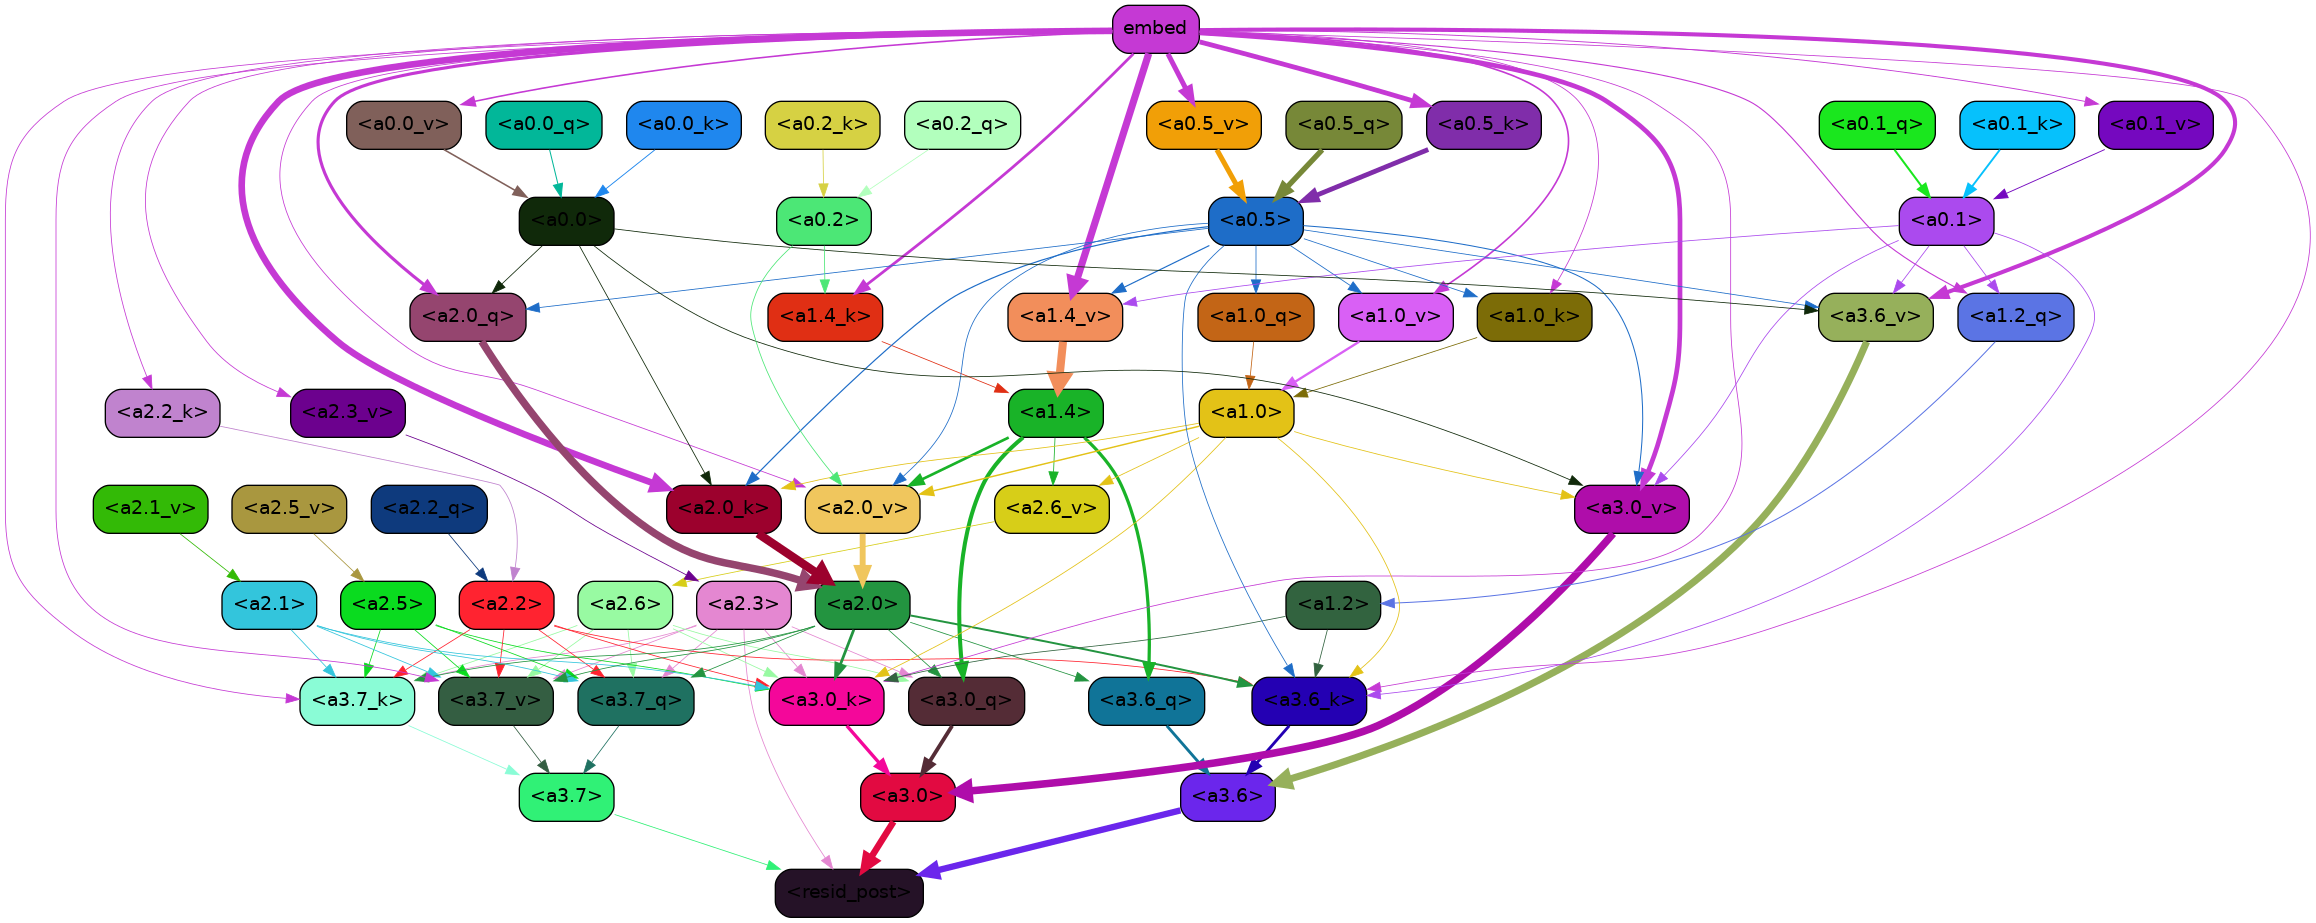 embed
<a0.0_v>
<a0.0_q>
<a0.0_k>
<a0.2_k>
<a0.2_q>
<a0.5_v>
<a0.5_q>
<a0.5_k>
<a0.1_q>
<a0.1_k>
<a0.1_v>
<a0.0>
<a0.2>
<a0.5>
<a0.1>
<a2.0_q>
<a1.4_k>
<a1.4_v>
<a1.0_q>
<a1.0_v>
<a1.0_k>
<a3.6_v>
<a1.2_q>
<a2.2_k>
<a2.3_v>
<a1.4>
<a1.0>
<a2.1_v>
<a2.5_v>
<a2.2_q>
<a2.0_k>
<a2.0_v>
<a2.6_v>
<a3.0_v>
<a2.1>
<a2.5>
<a2.2>
<a2.6>
<a2.3>
<a2.0>
<a1.2>
<a3.7_k>
<a3.7_v>
<a3.7_q>
<a3.0_k>
<a3.0_q>
<a3.6_q>
<a3.6_k>
<a3.7>
<a3.0>
<a3.6>
<resid_post>